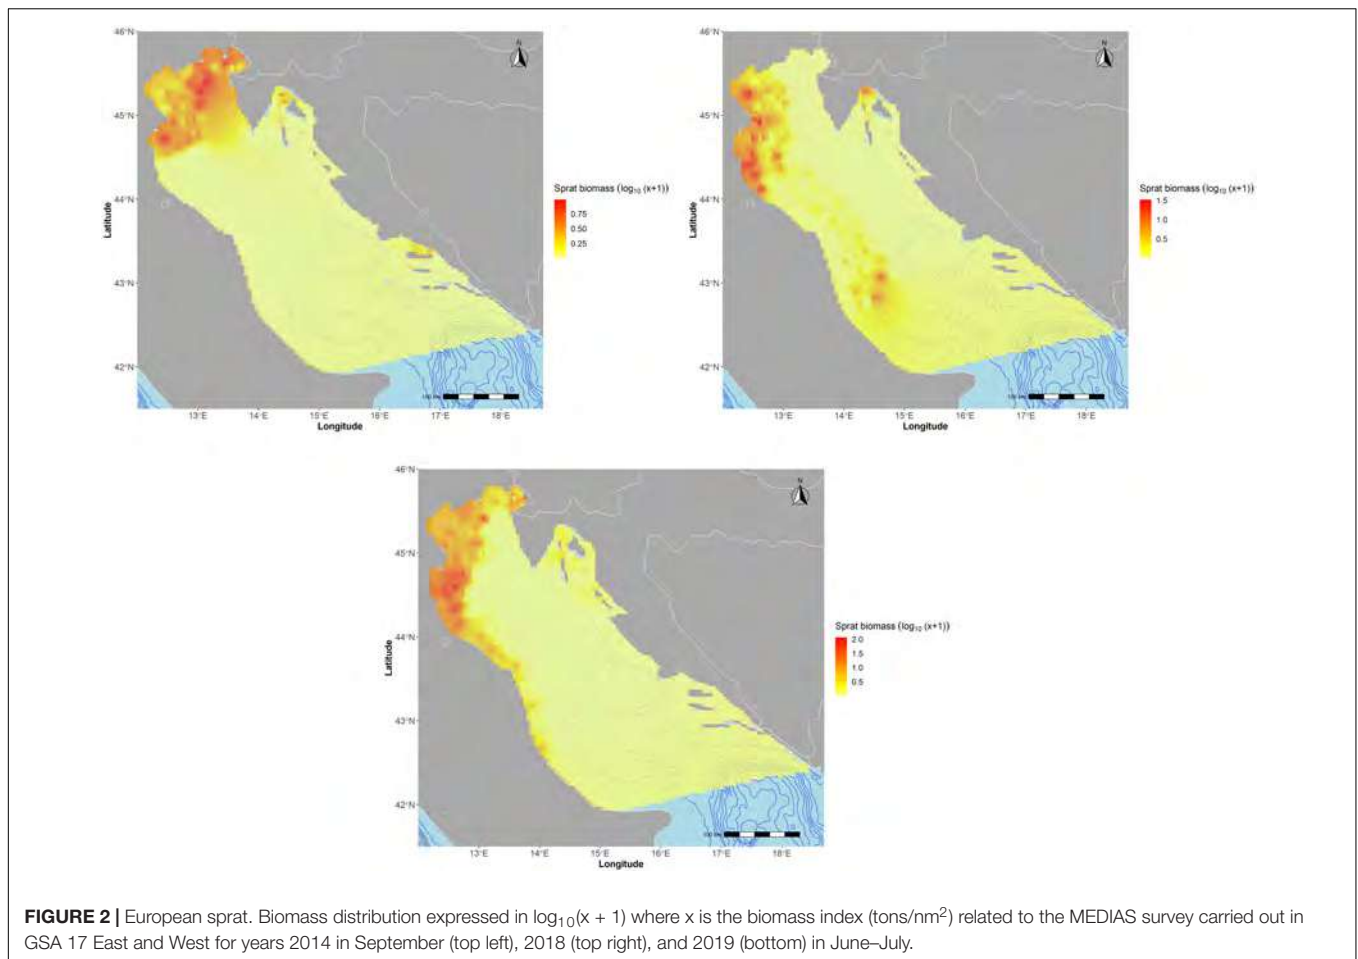 46°N
45°N
44°N
43°N
42°N
Latitude
13°E 14°E 15°E 16°E 17°E 18°E
Longitude
N
Sprat biomass (log₁₀ (x+1))
0.75
0.50
0.25
46°N
45°N
44°N
43°N
42°N
Latitude
13°E 14°E 15°E 16°E 17°E 18°E
Longitude
N
Sprat biomass (log₁₀ (x+1))
1.5
1.0
0.5
46°N
45°N
44°N
43°N
42°N
Latitude
13°E 14°E 15°E 16°E 17°E 18°E
Longitude
N
Sprat biomass (log₁₀ (x+1))
2.0
1.5
1.0
0.5
FIGURE 2 | European sprat. Biomass distribution expressed in log₁₀(x + 1) where x is the biomass index (tons/nm²) related to the MEDIAS survey carried out in
GSA 17 East and West for years 2014 in September (top left), 2018 (top right), and 2019 (bottom) in June–July.